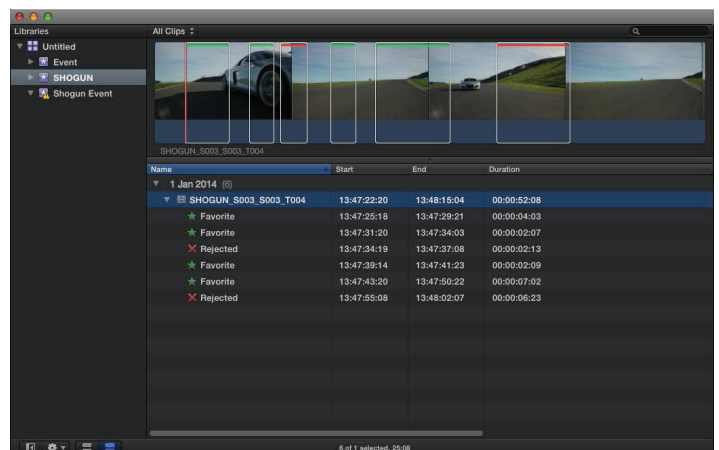 Libraries
All Clips
Untitled
Event
SHOGUN
Shogun Event
SHOGUN_S003_S003_T004
Name Start End Duration
1 Jan 2014 (6)
SHOGUN_S003_S003_T004 13:47:22:20 13:48:15:04 00:00:52:08
Favorite 13:47:25:18 13:47:29:21 00:00:04:03
Favorite 13:47:31:20 13:47:34:03 00:00:02:07
Rejected 13:47:34:19 13:47:37:08 00:00:02:13
Favorite 13:47:39:14 13:47:41:23 00:00:02:09
Favorite 13:47:43:20 13:47:50:22 00:00:07:02
Rejected 13:47:55:08 13:48:02:07 00:00:06:23
6 of 1 selected, 25:08